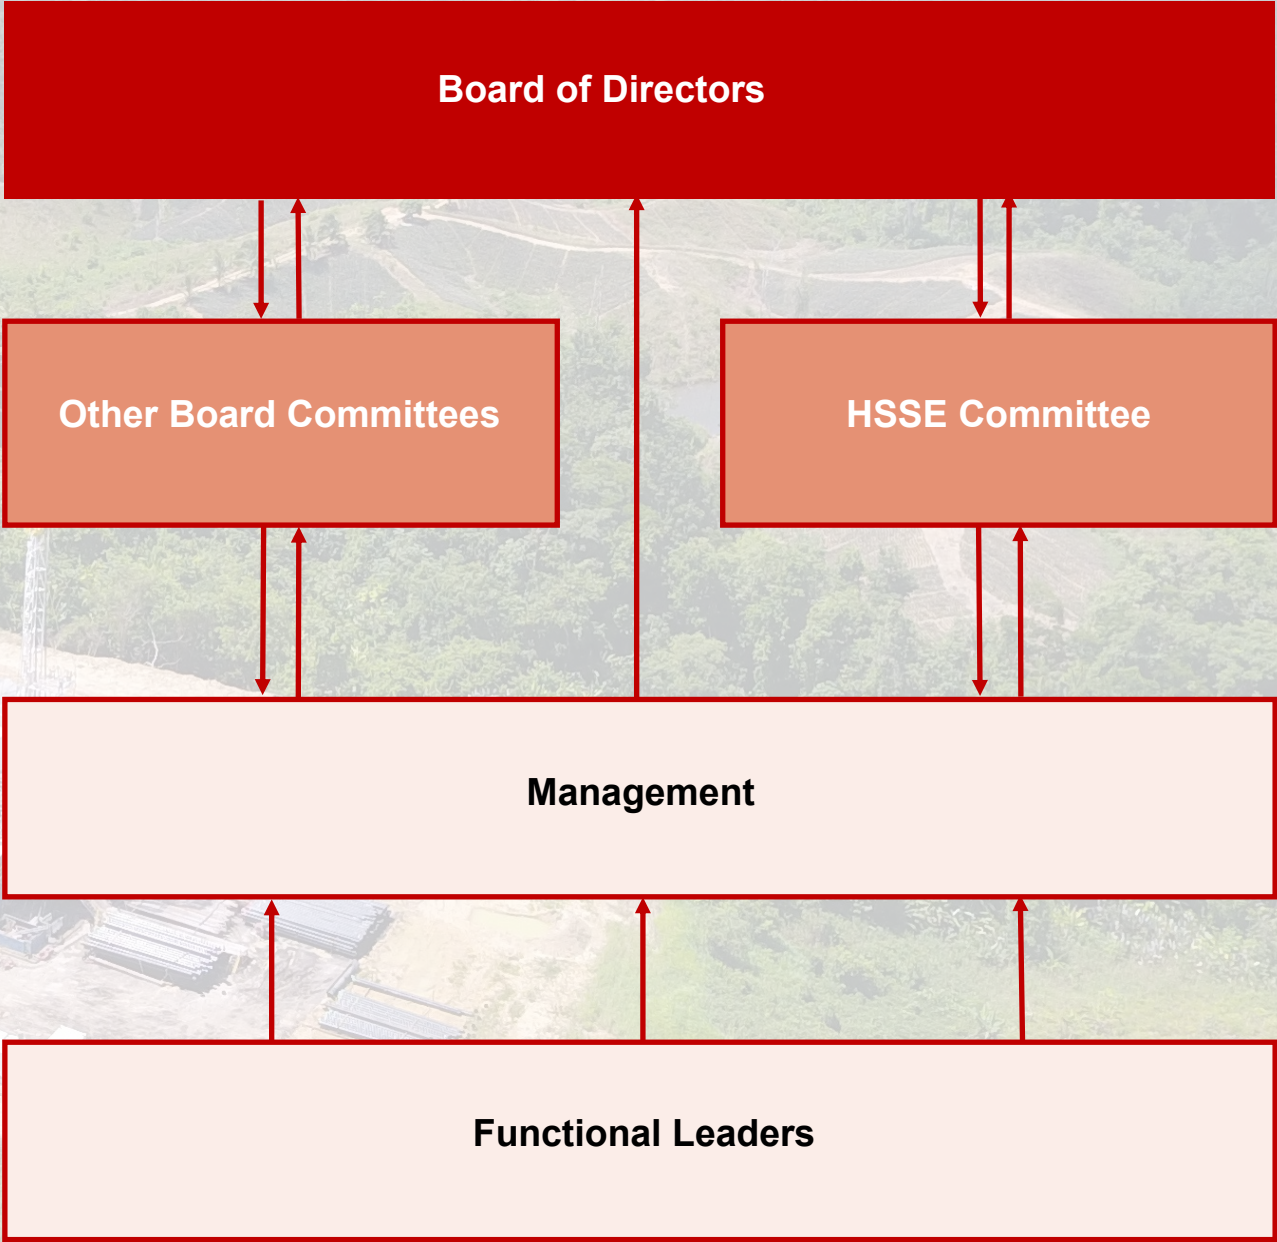 Board of Directors
Other Board Committees
HSSE Committee
Management
Functional Leaders